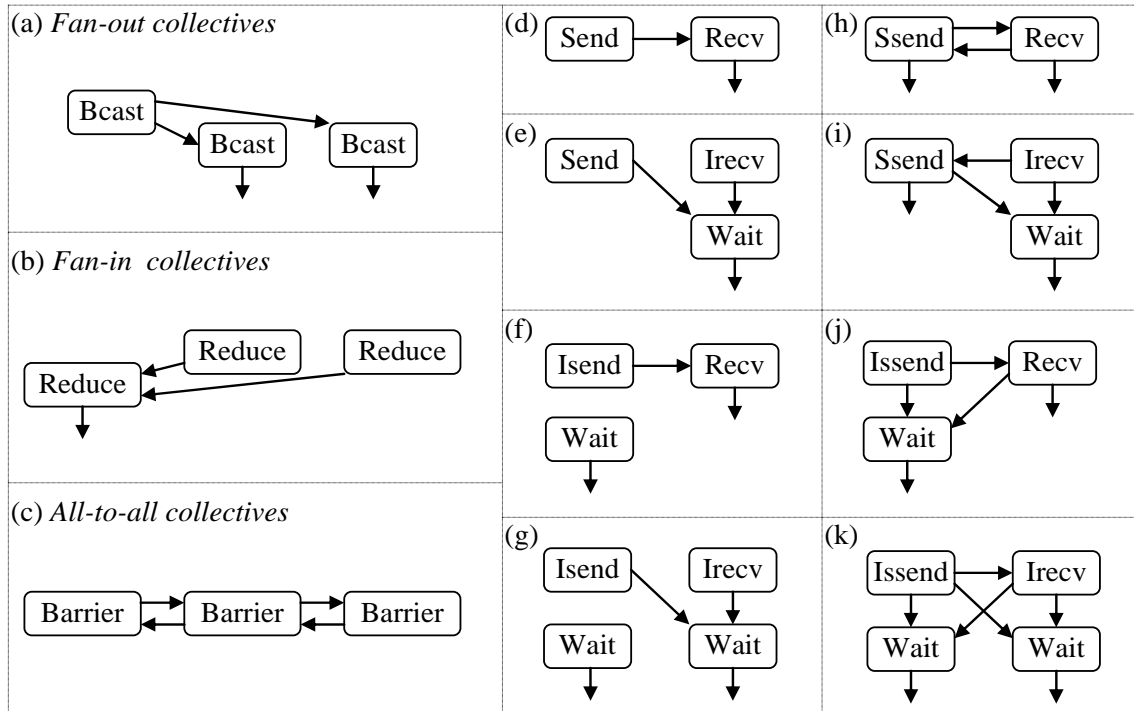 (a) Fan-out collectives
Bcast
Bcast
Bcast
(b) Fan-in collectives
Reduce
Reduce
Reduce
(c) All-to-all collectives
Barrier
Barrier
Barrier
(d)
Send
Recv
(e)
Send
Irecv
Wait
(f)
Isend
Recv
Wait
(g)
Isend
Irecv
Wait
Wait
(h)
Ssend
Recv
(i)
Ssend
Irecv
Wait
(j)
Issend
Recv
Wait
(k)
Issend
Irecv
Wait
Wait